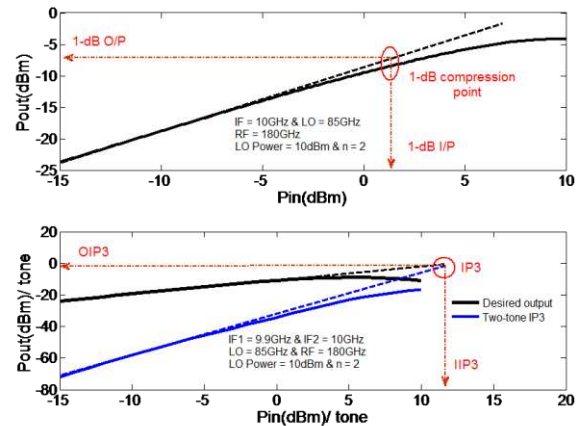 0
1-dB O/P
-5
-10
1-dB compression
point
-15
IF = 10GHz & LO = 85GHz
RF = 180GHz
LO Power = 10dBm & n = 2
-20
1-dB I/P
-25
-15
-10
-5
0
5
10
Pout(dBm)
Pin(dBm)
20
OIP3
0
IP3
-20
Desired output
Two-tone IP3
-40
IF1 = 9.9GHz & IF2 = 10GHz
LO = 85GHz & RF = 180GHz
LO Power = 10dBm & n = 2
-60
IIP3
-80
-15
-10
-5
0
5
10
15
20
Pout(dBm)/ tone
Pin(dBm)/ tone